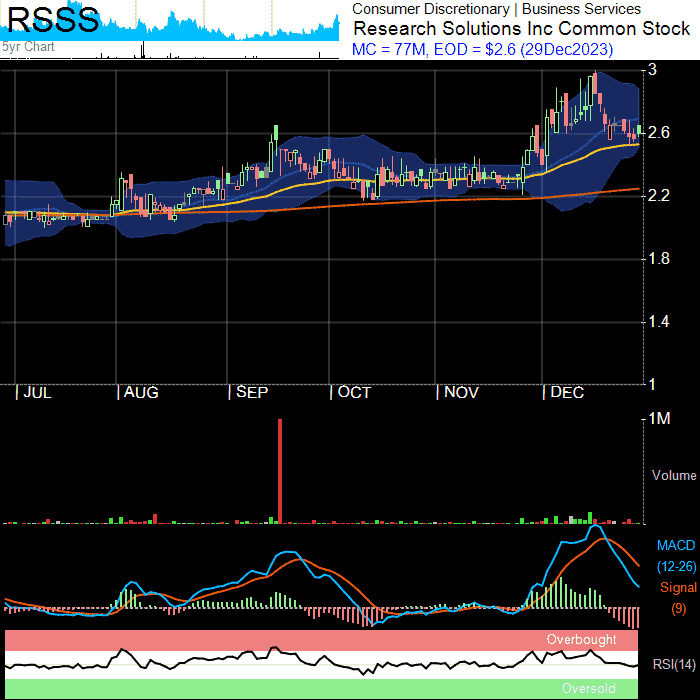 RSSS
Consumer Discretionary | Business Services
Research Solutions Inc Common Stock
5yr Chart
MC = 77M, EOD = $2.6 (29Dec2023)
3
2.6
2.2
1.8
1.4
1
JUL AUG SEP OCT NOV DEC
1M
Volume
MACD
(12-26)
Signal
(9)
Overbought
RSI(14)
Oversold